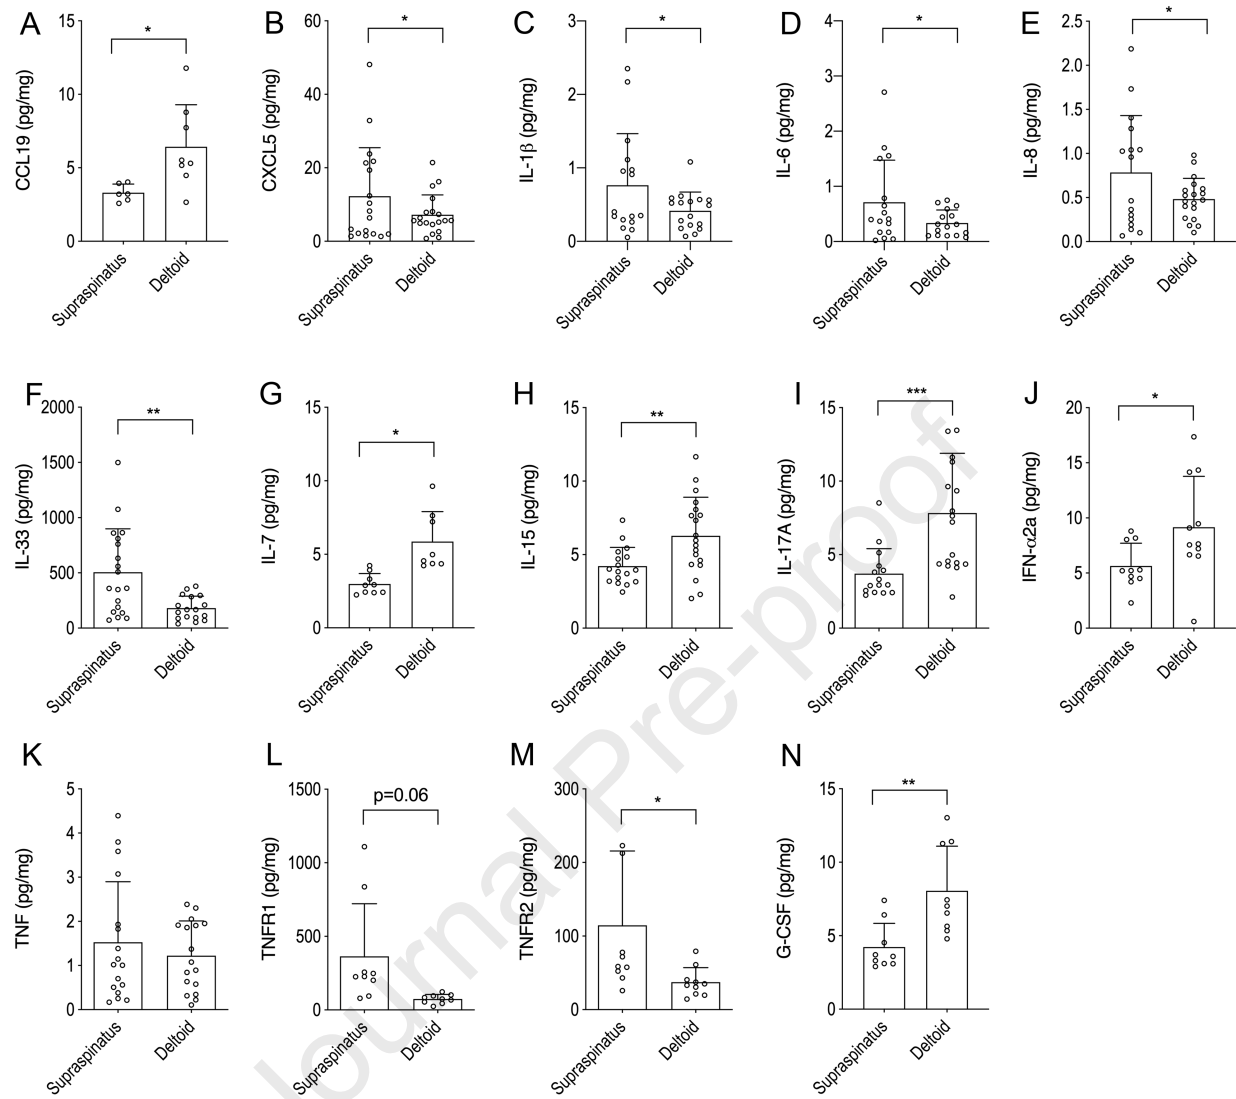 A
CCL19 (pg/mg)
15
10
5
0
*
Supraspinatus
Deltoid
B
CXCL5 (pg/mg)
60
40
20
0
*
Supraspinatus
Deltoid
C
IL-1β (pg/mg)
3
2
1
0
*
Supraspinatus
Deltoid
D
IL-6 (pg/mg)
4
3
2
1
0
*
Supraspinatus
Deltoid
E
IL-8 (pg/mg)
2.5
2.0
1.5
1.0
0.5
0.0
*
Supraspinatus
Deltoid
F
IL-33 (pg/mg)
2000
1500
1000
500
0
**
Supraspinatus
Deltoid
G
IL-7 (pg/mg)
15
10
5
0
*
Supraspinatus
Deltoid
H
IL-15 (pg/mg)
15
10
5
0
**
Supraspinatus
Deltoid
I
IL-17A (pg/mg)
15
10
5
0
***
Supraspinatus
Deltoid
J
IFN-α2a (pg/mg)
20
15
10
5
0
*
Supraspinatus
Deltoid
K
TNF (pg/mg)
5
4
3
2
1
0
Supraspinatus
Deltoid
L
TNFR1 (pg/mg)
1500
1000
500
0
p=0.06
Supraspinatus
Deltoid
M
TNFR2 (pg/mg)
300
200
100
0
*
Supraspinatus
Deltoid
N
G-CSF (pg/mg)
15
10
5
0
**
Supraspinatus
Deltoid
Journal Pre-proof